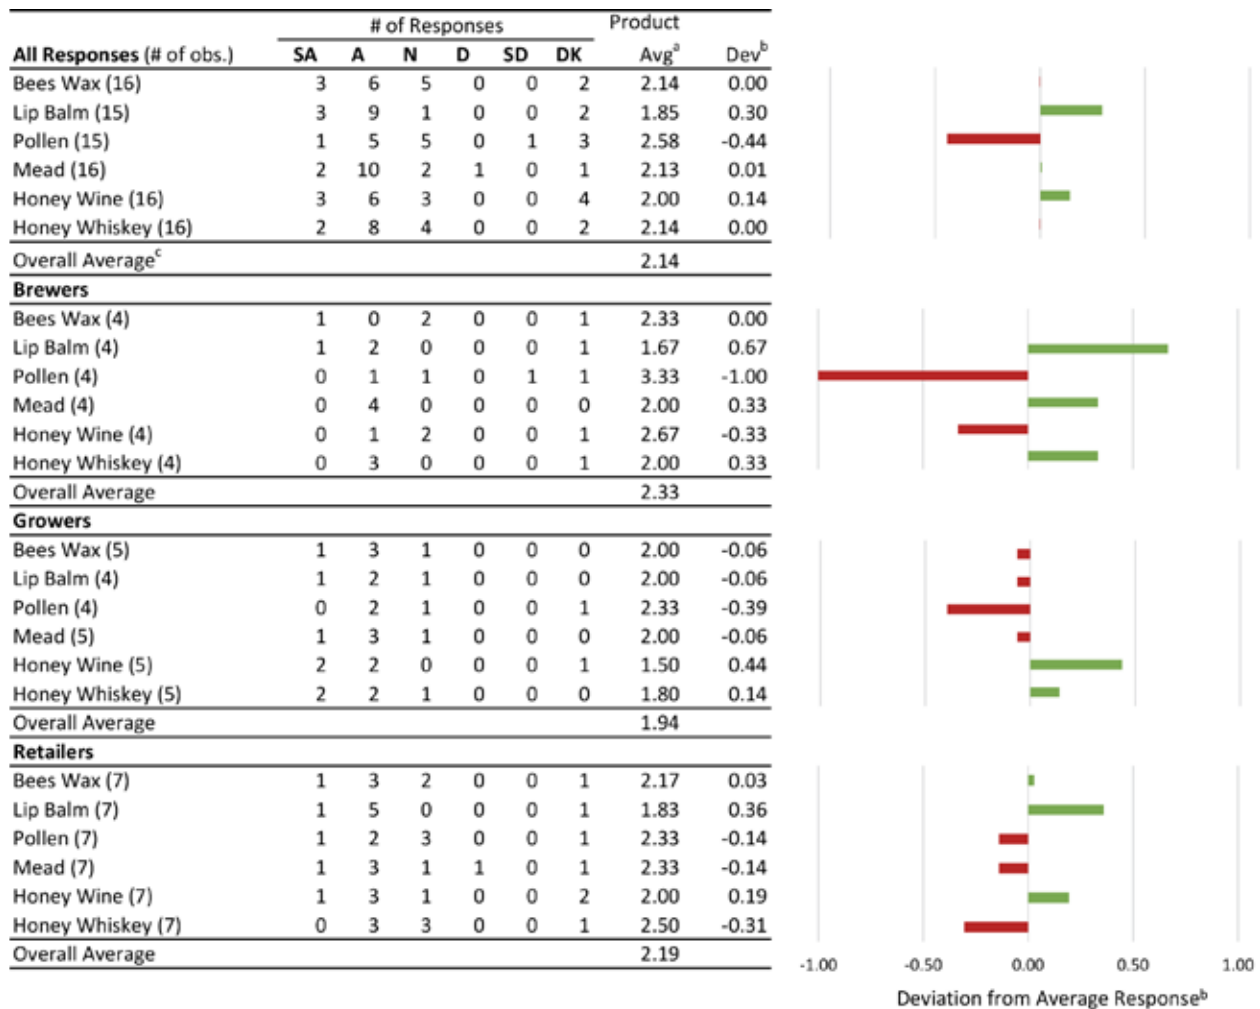 # of Responses Product
All Responses (# of obs.) SA A N D SD DK Avgᵃ Devᵇ
Bees Wax (16) 3 6 5 0 0 2 2.14 0.00
Lip Balm (15) 3 9 1 0 0 2 1.85 0.30
Pollen (15) 1 5 5 0 1 3 2.58 -0.44
Mead (16) 2 10 2 1 0 1 2.13 0.01
Honey Wine (16) 3 6 3 0 0 4 2.00 0.14
Honey Whiskey (16) 2 8 4 0 0 2 2.14 0.00
Overall Averageᶜ 2.14
Brewers
Bees Wax (4) 1 0 2 0 0 1 2.33 0.00
Lip Balm (4) 1 2 0 0 0 1 1.67 0.67
Pollen (4) 0 1 1 0 1 1 3.33 -1.00
Mead (4) 0 4 0 0 0 0 2.00 0.33
Honey Wine (4) 0 1 2 0 0 1 2.67 -0.33
Honey Whiskey (4) 0 3 0 0 0 1 2.00 0.33
Overall Average 2.33
Growers
Bees Wax (5) 1 3 1 0 0 0 2.00 -0.06
Lip Balm (4) 1 2 1 0 0 0 2.00 -0.06
Pollen (4) 0 2 1 0 0 1 2.33 -0.39
Mead (5) 1 3 1 0 0 0 2.00 -0.06
Honey Wine (5) 2 2 0 0 0 1 1.50 0.44
Honey Whiskey (5) 2 2 1 0 0 0 1.80 0.14
Overall Average 1.94
Retailers
Bees Wax (7) 1 3 2 0 0 1 2.17 0.03
Lip Balm (7) 1 5 0 0 0 1 1.83 0.36
Pollen (7) 1 2 3 0 0 1 2.33 -0.14
Mead (7) 1 3 1 1 0 1 2.33 -0.14
Honey Wine (7) 1 3 1 0 0 2 2.00 0.19
Honey Whiskey (7) 0 3 3 0 0 1 2.50 -0.31
Overall Average 2.19
-1.00 -0.50 0.00 0.50 1.00
Deviation from Average Responseᵇ